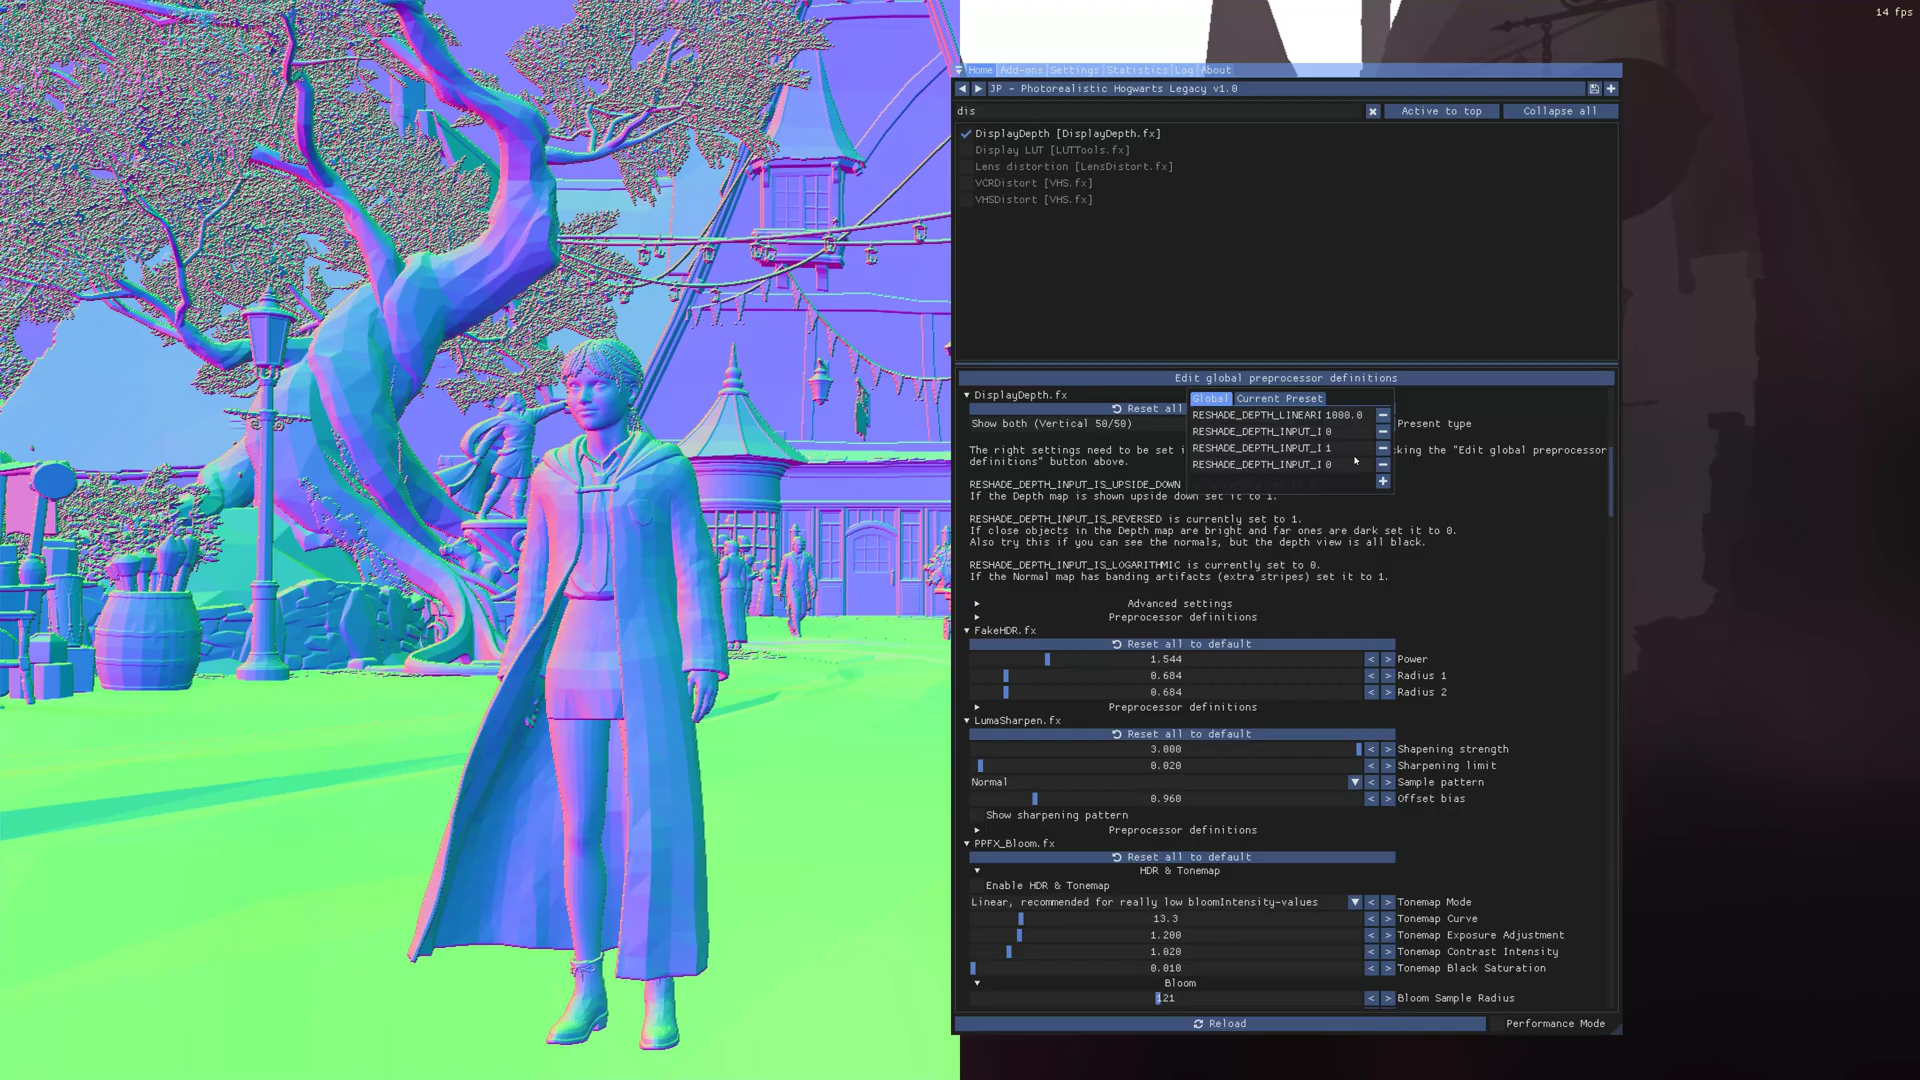 14 fps
Home Add-ons Settings Statistics Log About
JP - Photorealistic Hogwarts Legacy v1.0
dis
Active to top
Collapse all
DisplayDepth [DisplayDepth.fx]
Display LUT [LUTTools.fx]
Lens distortion [LensDistort.fx]
VCRDistort [VHS.fx]
VHSDistort [VHS.fx]
Edit global preprocessor definitions
DisplayDepth.fx
Global Current Preset
Reset all
RESHADE_DEPTH_LINEARI 1000.0
Show both (Vertical 50/50)
Present type
RESHADE_DEPTH_INPUT_I 0
RESHADE_DEPTH_INPUT_I 1
RESHADE_DEPTH_INPUT_I 0
The right settings need to be set i cking the "Edit global preprocessor
definitions" button above.
RESHADE_DEPTH_INPUT_IS_UPSIDE_DOWN
If the Depth map is shown upside down set it to 1.
RESHADE_DEPTH_INPUT_IS_REVERSED is currently set to 1.
If close objects in the Depth map are bright and far ones are dark set it to 0.
Also try this if you can see the normals, but the depth view is all black.
RESHADE_DEPTH_INPUT_IS_LOGARITHMIC is currently set to 0.
If the Normal map has banding artifacts (extra stripes) set it to 1.
Advanced settings
Preprocessor definitions
FakeHDR.fx
Reset all to default
1.544 < > Power
0.684 < > Radius 1
0.684 < > Radius 2
Preprocessor definitions
LumaSharpen.fx
Reset all to default
3.000 < > Shapening strength
0.020 < > Sharpening limit
Normal < > Sample pattern
0.960 < > Offset bias
Show sharpening pattern
Preprocessor definitions
PPFX_Bloom.fx
Reset all to default
HDR & Tonemap
Enable HDR & Tonemap
Linear, recommended for really low bloomIntensity-values < > Tonemap Mode
13.3 < > Tonemap Curve
1.200 < > Tonemap Exposure Adjustment
1.020 < > Tonemap Contrast Intensity
0.010 < > Tonemap Black Saturation
Bloom
121 < > Bloom Sample Radius
Reload
Performance Mode